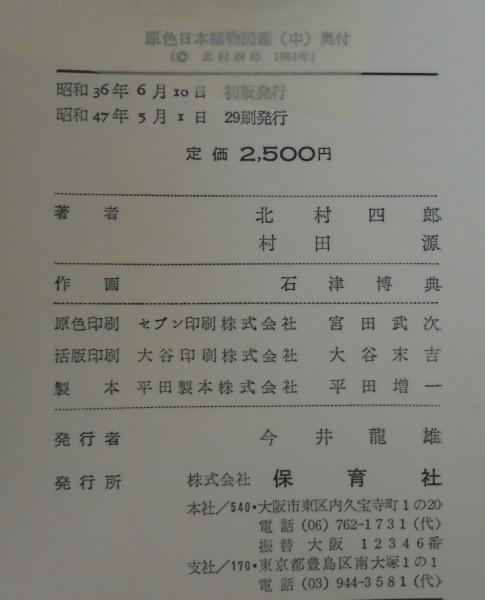 原色日本植物図鑑（中）奥付
（© 北村四郎 1961年）
昭和36年 6月10日 初版発行
昭和47年 5月 1日 29刷発行
定価 2,500円
著者 北村四郎
村田源
作画 石津博典
原色印刷 セブン印刷株式会社 宮田武次
活版印刷 大谷印刷株式会社 大谷末吉
製本 平田製本株式会社 平田増一
発行者 今井龍雄
発行所 株式会社 保育社
本社／540・大阪市東区内久宝寺町1の20
電話 (06) 762-1731(代)
振替 大阪 12346番
支社／170・東京都豊島区南大塚1の1
電話 (03) 944-3581(代)